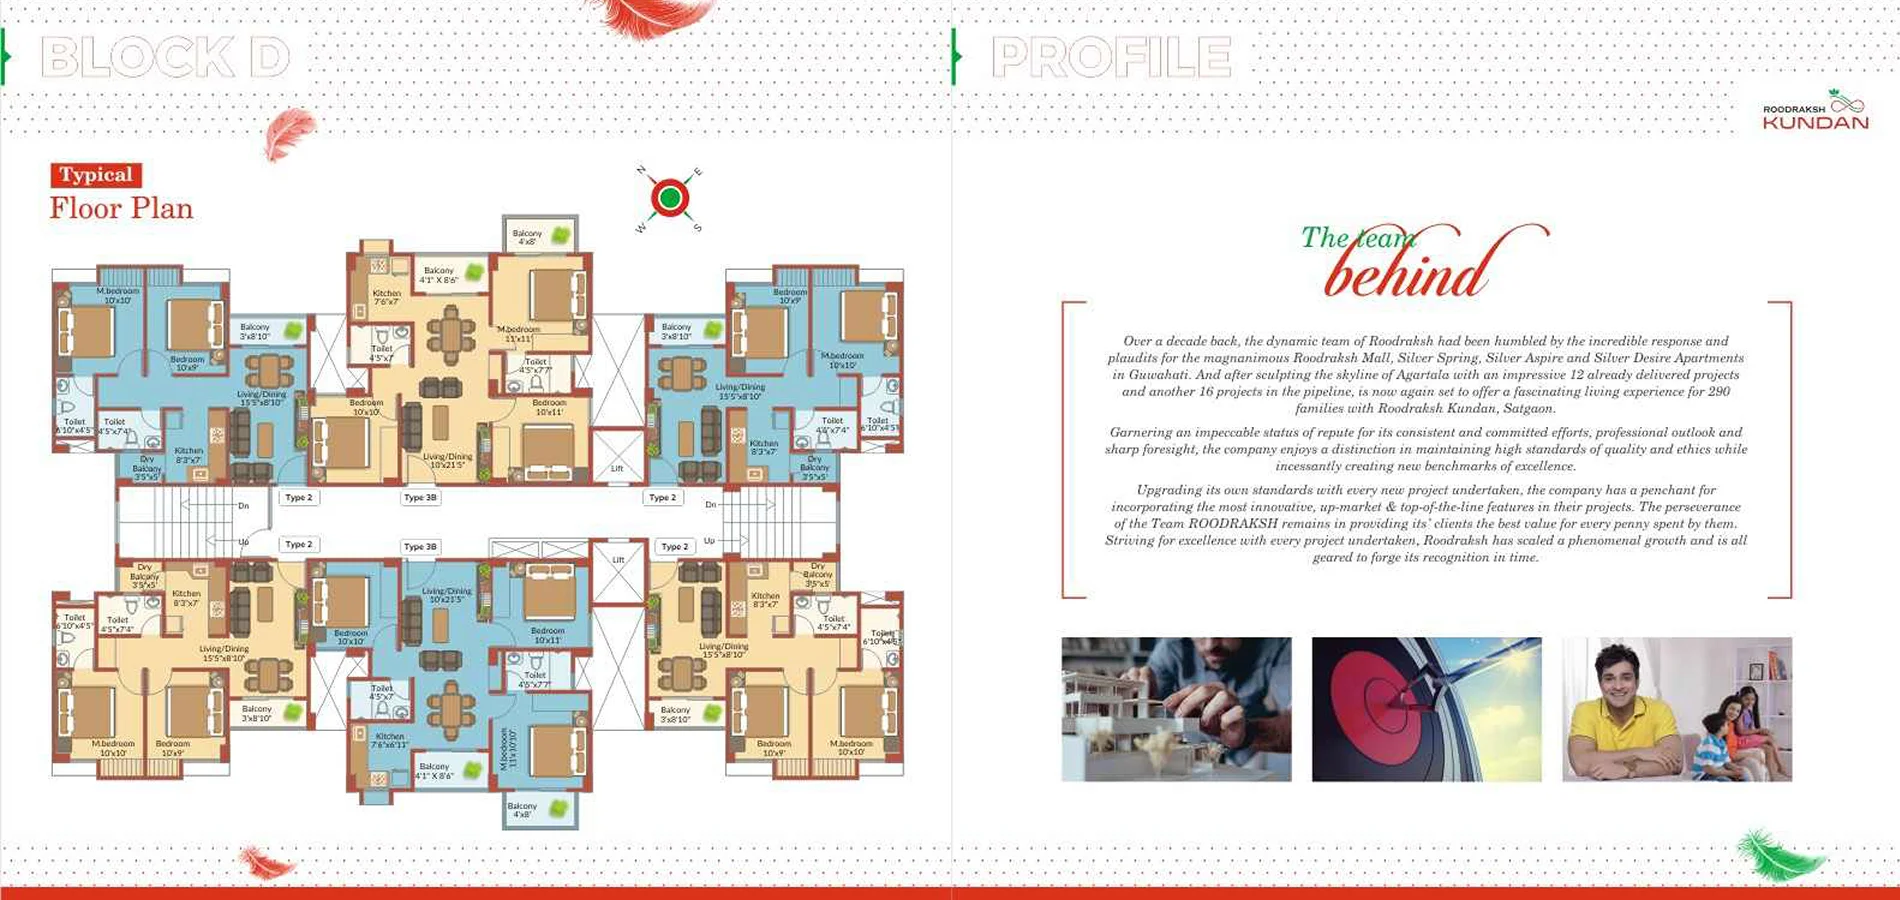 BLOCK D
Typical
Floor Plan
N
E
W
S
Balcony
4'x8'
Kitchen
7'6"x7'
Balcony
4'1" X 8'6"
M.bedroom
11'x11'
Toilet
4'5"x7'
Toilet
4'5"x7'7"
Bedroom
10'x10'
Bedroom
10'x11'
Living/Dining
10'x21'5"
M.bedroom
10'x10'
Bedroom
10'x9'
Balcony
3'x8'10"
Living/Dining
15'5"x8'10"
Toilet
6'10"x4'5"
Toilet
4'5"x7'4"
Kitchen
8'3"x7'
Dry
Balcony
3'5"x5'
Bedroom
10'x9'
M.bedroom
10'x10'
Balcony
3'x8'10"
Living/Dining
15'5"x8'10"
Toilet
4'5"x7'4"
Toilet
6'10"x4'5"
Kitchen
8'3"x7'
Dry
Balcony
3'5"x5'
Lift
Type 2
Type 3B
Type 2
Dn
Dn
Up
Up
Type 2
Type 3B
Type 2
Lift
Dry
Balcony
3'5"x5'
Kitchen
8'3"x7'
Toilet
6'10"x4'5"
Toilet
4'5"x7'4"
Living/Dining
15'5"x8'10"
M.bedroom
10'x10'
Bedroom
10'x9'
Balcony
3'x8'10"
Bedroom
10'x10'
Living/Dining
10'x21'5"
Bedroom
10'x11'
Toilet
4'5"x7'
Toilet
4'5"x7'7"
Kitchen
7'6"x6'11"
Balcony
4'1" X 8'6"
M.bedroom
11'x10'10"
Balcony
4'x8'
Kitchen
8'3"x7'
Dry
Balcony
3'5"x5'
Toilet
4'5"x7'4"
Toilet
6'10"x4'5"
Living/Dining
15'5"x8'10"
Balcony
3'x8'10"
Bedroom
10'x9'
M.bedroom
10'x10'
PROFILE
ROODRAKSH
KUNDAN
The team
behind
Over a decade back, the dynamic team of Roodraksh had been humbled by the incredible response and
plaudits for the magnanimous Roodraksh Mall, Silver Spring, Silver Aspire and Silver Desire Apartments
in Guwahati. And after sculpting the skyline of Agartala with an impressive 12 already delivered projects
and another 16 projects in the pipeline, is now again set to offer a fascinating living experience for 290
families with Roodraksh Kundan, Satgaon.
Garnering an impeccable status of repute for its consistent and committed efforts, professional outlook and
sharp foresight, the company enjoys a distinction in maintaining high standards of quality and ethics while
incessantly creating new benchmarks of excellence.
Upgrading its own standards with every new project undertaken, the company has a penchant for
incorporating the most innovative, up-market & top-of-the-line features in their projects. The perseverance
of the Team ROODRAKSH remains in providing its' clients the best value for every penny spent by them.
Striving for excellence with every project undertaken, Roodraksh has scaled a phenomenal growth and is all
geared to forge its recognition in time.